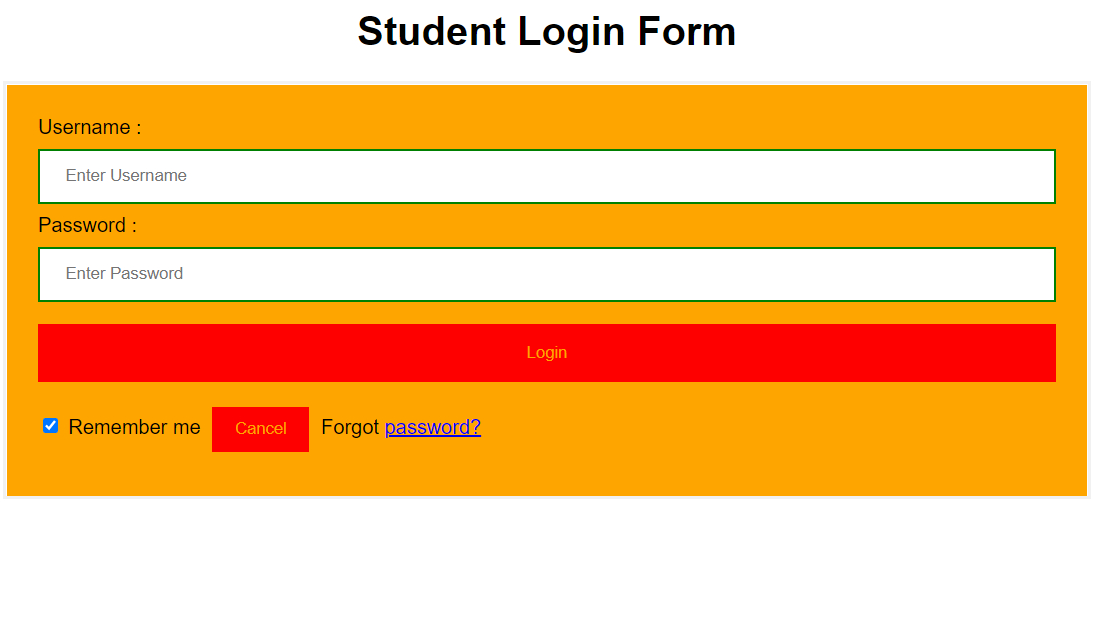 Student Login Form
Username :
Enter Username
Password :
Enter Password
Login
Remember me Cancel Forgot password?